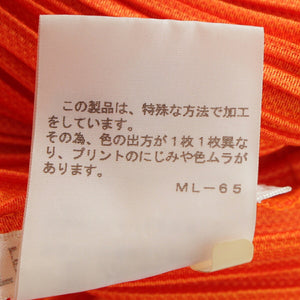 この製品は、特殊な方法で加工
をしています。
その為、色の出方が1枚1枚異な
り、プリントのにじみや色ムラが
あります。
ML-65